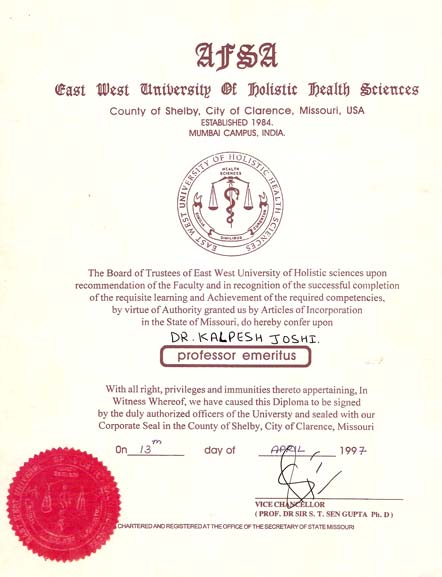 AFSA
East West University Of Holistic Health Sciences
County of Shelby, City of Clarence, Missouri, USA
ESTABLISHED 1984.
MUMBAI CAMPUS, INDIA.
EAST WEST UNIVERSITY OF HOLISTIC HEALTH SCIENCES
HEALTH
SCIENCES
SIMILIA SIMILIBUS CURENTUR
The Board of Trustees of East West University of Holistic sciences upon
recommendation of the Faculty and in recognition of the successful completion
of the requisite learning and Achievement of the required competencies,
by virtue of Authority granted us by Articles of Incorporation
in the State of Missouri, do hereby confer upon
DR. KALPESH JOSHI.
professor emeritus
With all right, privileges and immunities thereto appertaining, In
Witness Whereof, we have caused this Diploma to be signed
by the duly authorized officers of the Universty and sealed with our
Corporate Seal in the County of Shelby, City of Clarence, Missouri
On 13th day of APRIL 1997
VICE CHANCELLOR
( PROF. DR SIR S. T. SEN GUPTA Ph. D )
CHARTERED AND REGISTERED AT THE OFFICE OF THE SECRETARY OF STATE MISSOURI